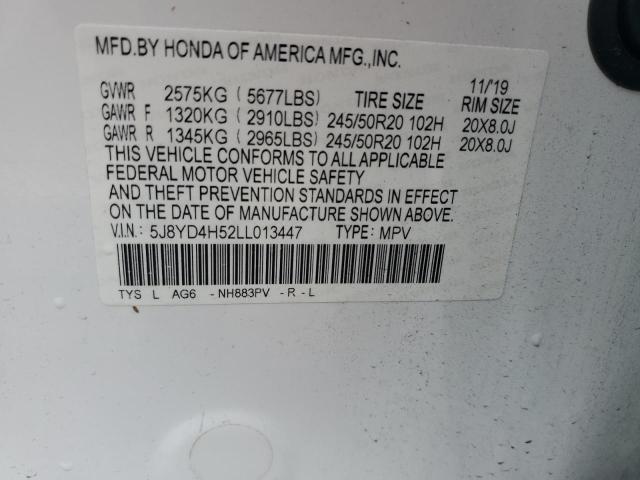 MFD.BY HONDA OF AMERICA MFG.,INC.
11/'19
GVWR 2575KG ( 5677LBS) TIRE SIZE RIM SIZE
GAWR F 1320KG ( 2910LBS) 245/50R20 102H 20X8.0J
GAWR R 1345KG ( 2965LBS) 245/50R20 102H 20X8.0J
THIS VEHICLE CONFORMS TO ALL APPLICABLE
FEDERAL MOTOR VEHICLE SAFETY
AND THEFT PREVENTION STANDARDS IN EFFECT
ON THE DATE OF MANUFACTURE SHOWN ABOVE.
V.I.N: 5J8YD4H52LL013447 TYPE: MPV
TYS L AG6 -NH883PV -R-L